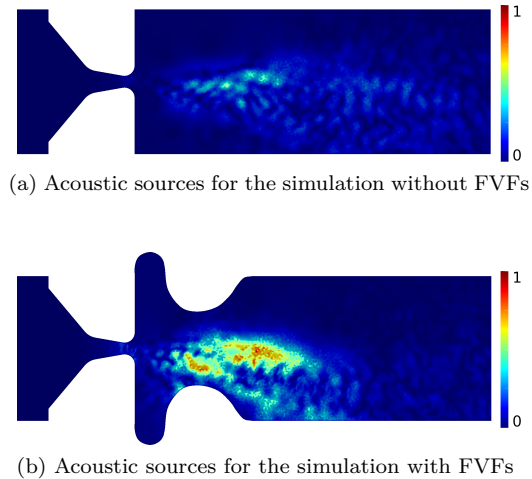 1
0
(a) Acoustic sources for the simulation without FVFs
1
0
(b) Acoustic sources for the simulation with FVFs